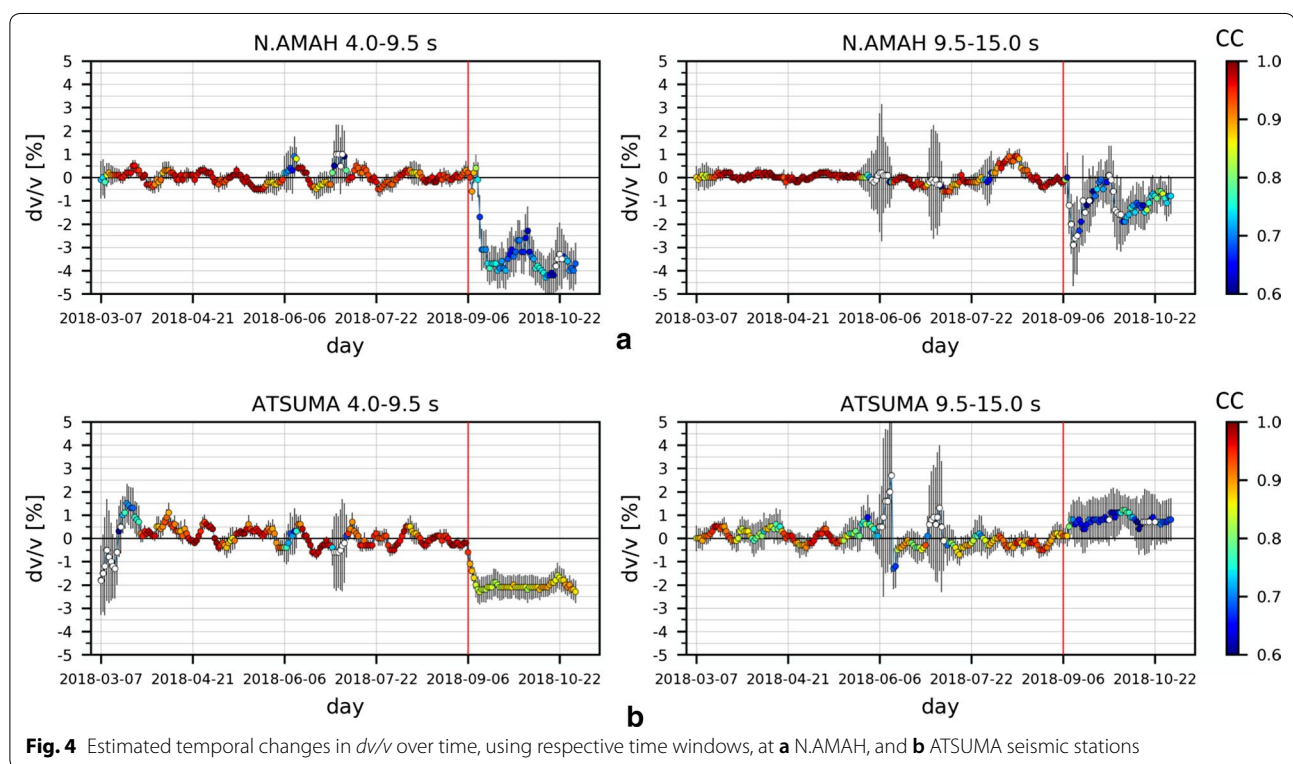 N.AMAH 4.0-9.5 s
5
4
3
2
1
0
-1
-2
-3
-4
-5
dv/v [%]
2018-03-07 2018-04-21 2018-06-06 2018-07-22 2018-09-06 2018-10-22
day
N.AMAH 9.5-15.0 s
5
4
3
2
1
0
-1
-2
-3
-4
-5
dv/v [%]
2018-03-07 2018-04-21 2018-06-06 2018-07-22 2018-09-06 2018-10-22
day
CC
1.0
0.9
0.8
0.7
0.6
a
ATSUMA 4.0-9.5 s
5
4
3
2
1
0
-1
-2
-3
-4
-5
dv/v [%]
2018-03-07 2018-04-21 2018-06-06 2018-07-22 2018-09-06 2018-10-22
day
ATSUMA 9.5-15.0 s
5
4
3
2
1
0
-1
-2
-3
-4
-5
dv/v [%]
2018-03-07 2018-04-21 2018-06-06 2018-07-22 2018-09-06 2018-10-22
day
CC
1.0
0.9
0.8
0.7
0.6
b
Fig. 4 Estimated temporal changes in dv/v over time, using respective time windows, at a N.AMAH, and b ATSUMA seismic stations